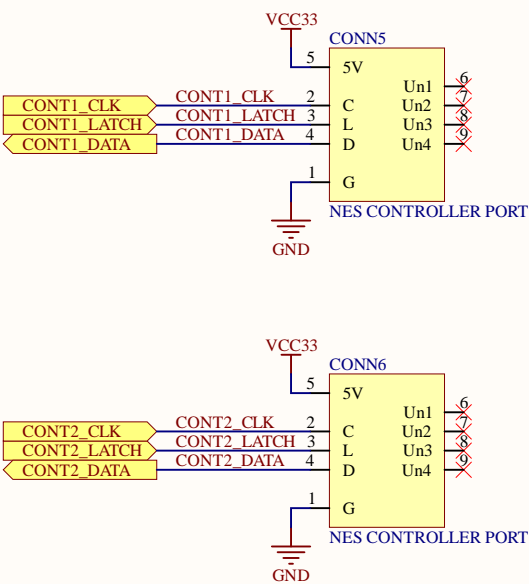 VCC33
CONN5
5 5V
Un1 6
CONT1_CLK CONT1_CLK 2 C Un2 7
CONT1_LATCH CONT1_LATCH 3 L Un3 8
CONT1_DATA CONT1_DATA 4 D Un4 9
1 G
NES CONTROLLER PORT
GND
VCC33
CONN6
5 5V
Un1 6
CONT2_CLK CONT2_CLK 2 C Un2 7
CONT2_LATCH CONT2_LATCH 3 L Un3 8
CONT2_DATA CONT2_DATA 4 D Un4 9
1 G
NES CONTROLLER PORT
GND